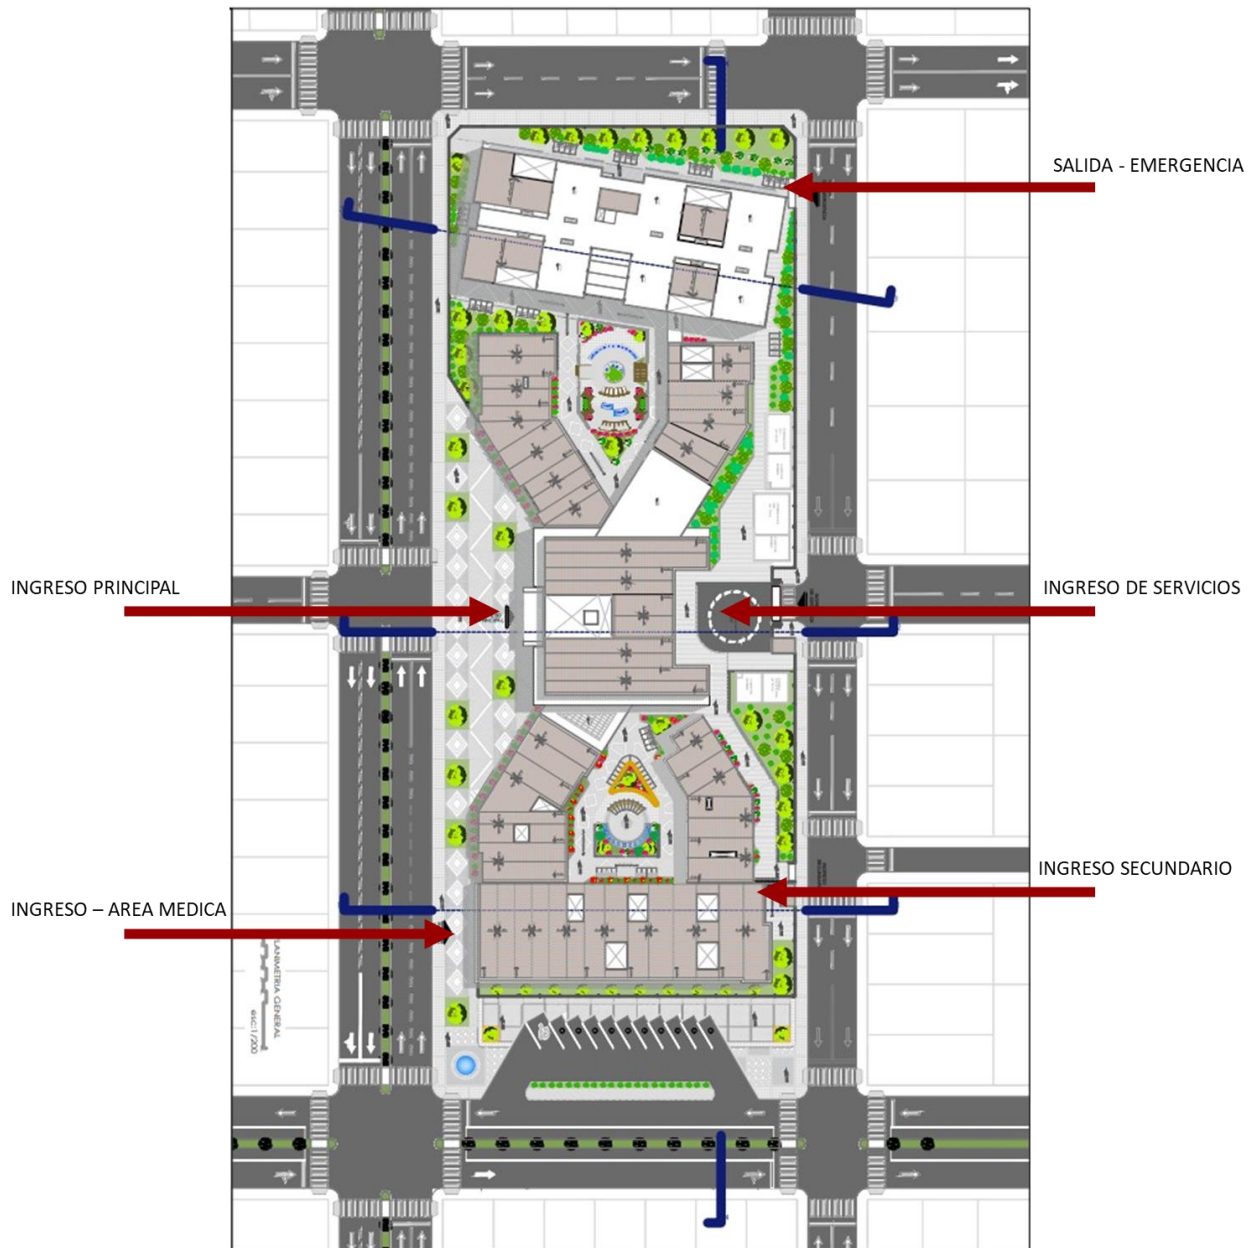 SALIDA - EMERGENCIA
INGRESO PRINCIPAL
INGRESO DE SERVICIOS
INGRESO SECUNDARIO
INGRESO – AREA MEDICA
PLANIMETRIA GENERAL
esc:1/200